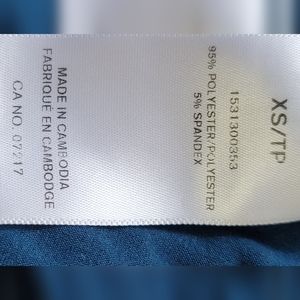 XS/TP
1531300353
95% POLYESTER/POLYESTER
5% SPANDEX
MADE IN CAMBODIA
FABRIQUE EN CAMBODGE
CA NO. 07217